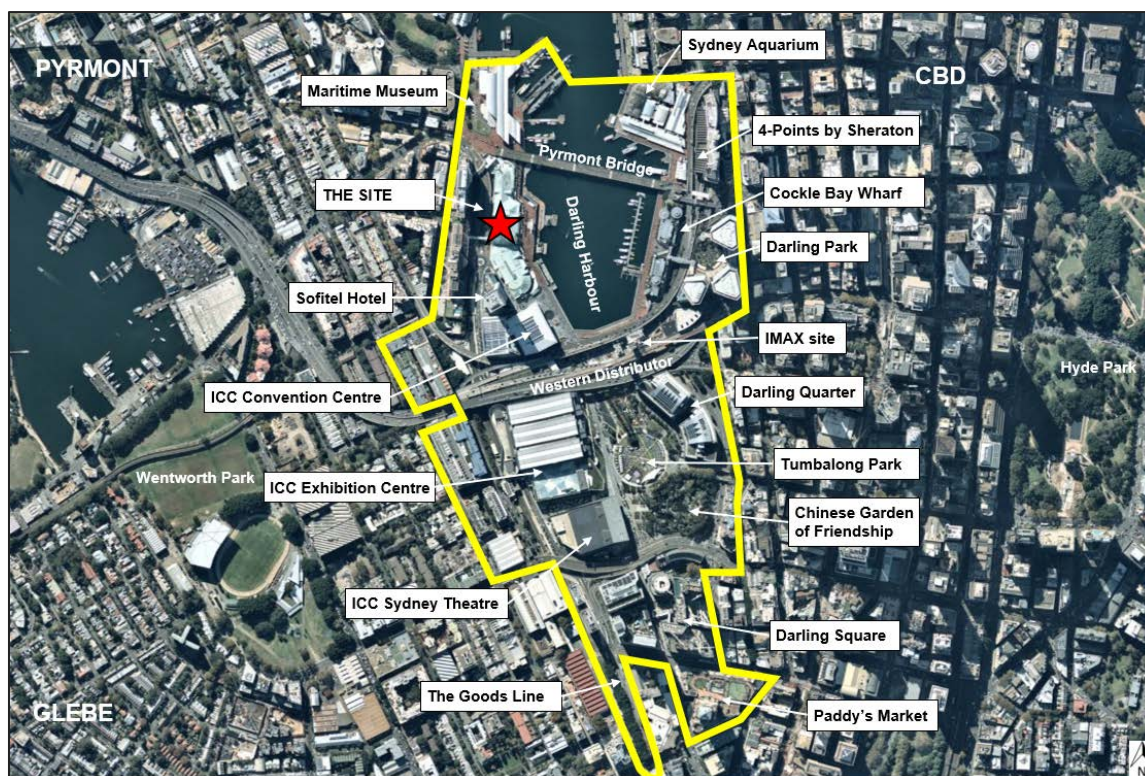 PYRMONT
Sydney Aquarium
CBD
Maritime Museum
4-Points by Sheraton
Pyrmont Bridge
THE SITE
Cockle Bay Wharf
Darling Harbour
Darling Park
Sofitel Hotel
IMAX site
Western Distributor
Hyde Park
ICC Convention Centre
Darling Quarter
Wentworth Park
ICC Exhibition Centre
Tumbalong Park
Chinese Garden
of Friendship
ICC Sydney Theatre
Darling Square
The Goods Line
GLEBE
Paddy's Market